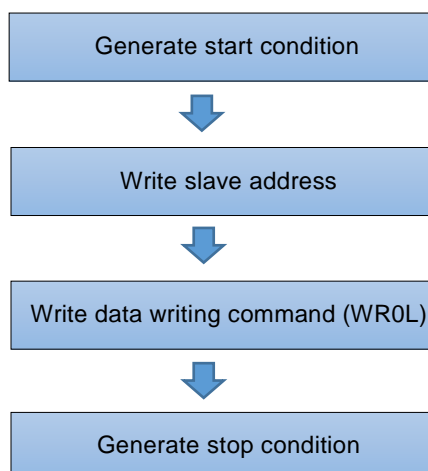 Generate start condition
Write slave address
Write data writing command (WR0L)
Generate stop condition